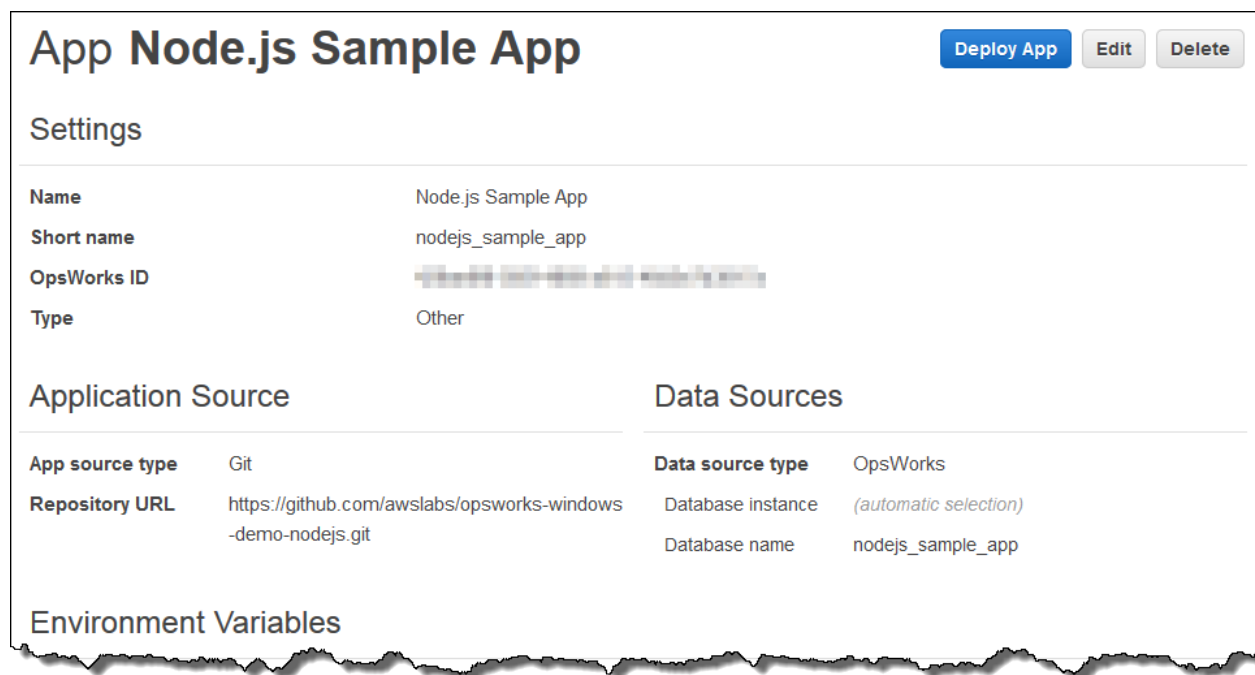 App Node.js Sample App
Deploy App
Edit
Delete
Settings
Name Node.js Sample App
Short name nodejs_sample_app
OpsWorks ID
Type Other
Application Source
App source type Git
Repository URL https://github.com/awslabs/opsworks-windows
-demo-nodejs.git
Data Sources
Data source type OpsWorks
Database instance (automatic selection)
Database name nodejs_sample_app
Environment Variables